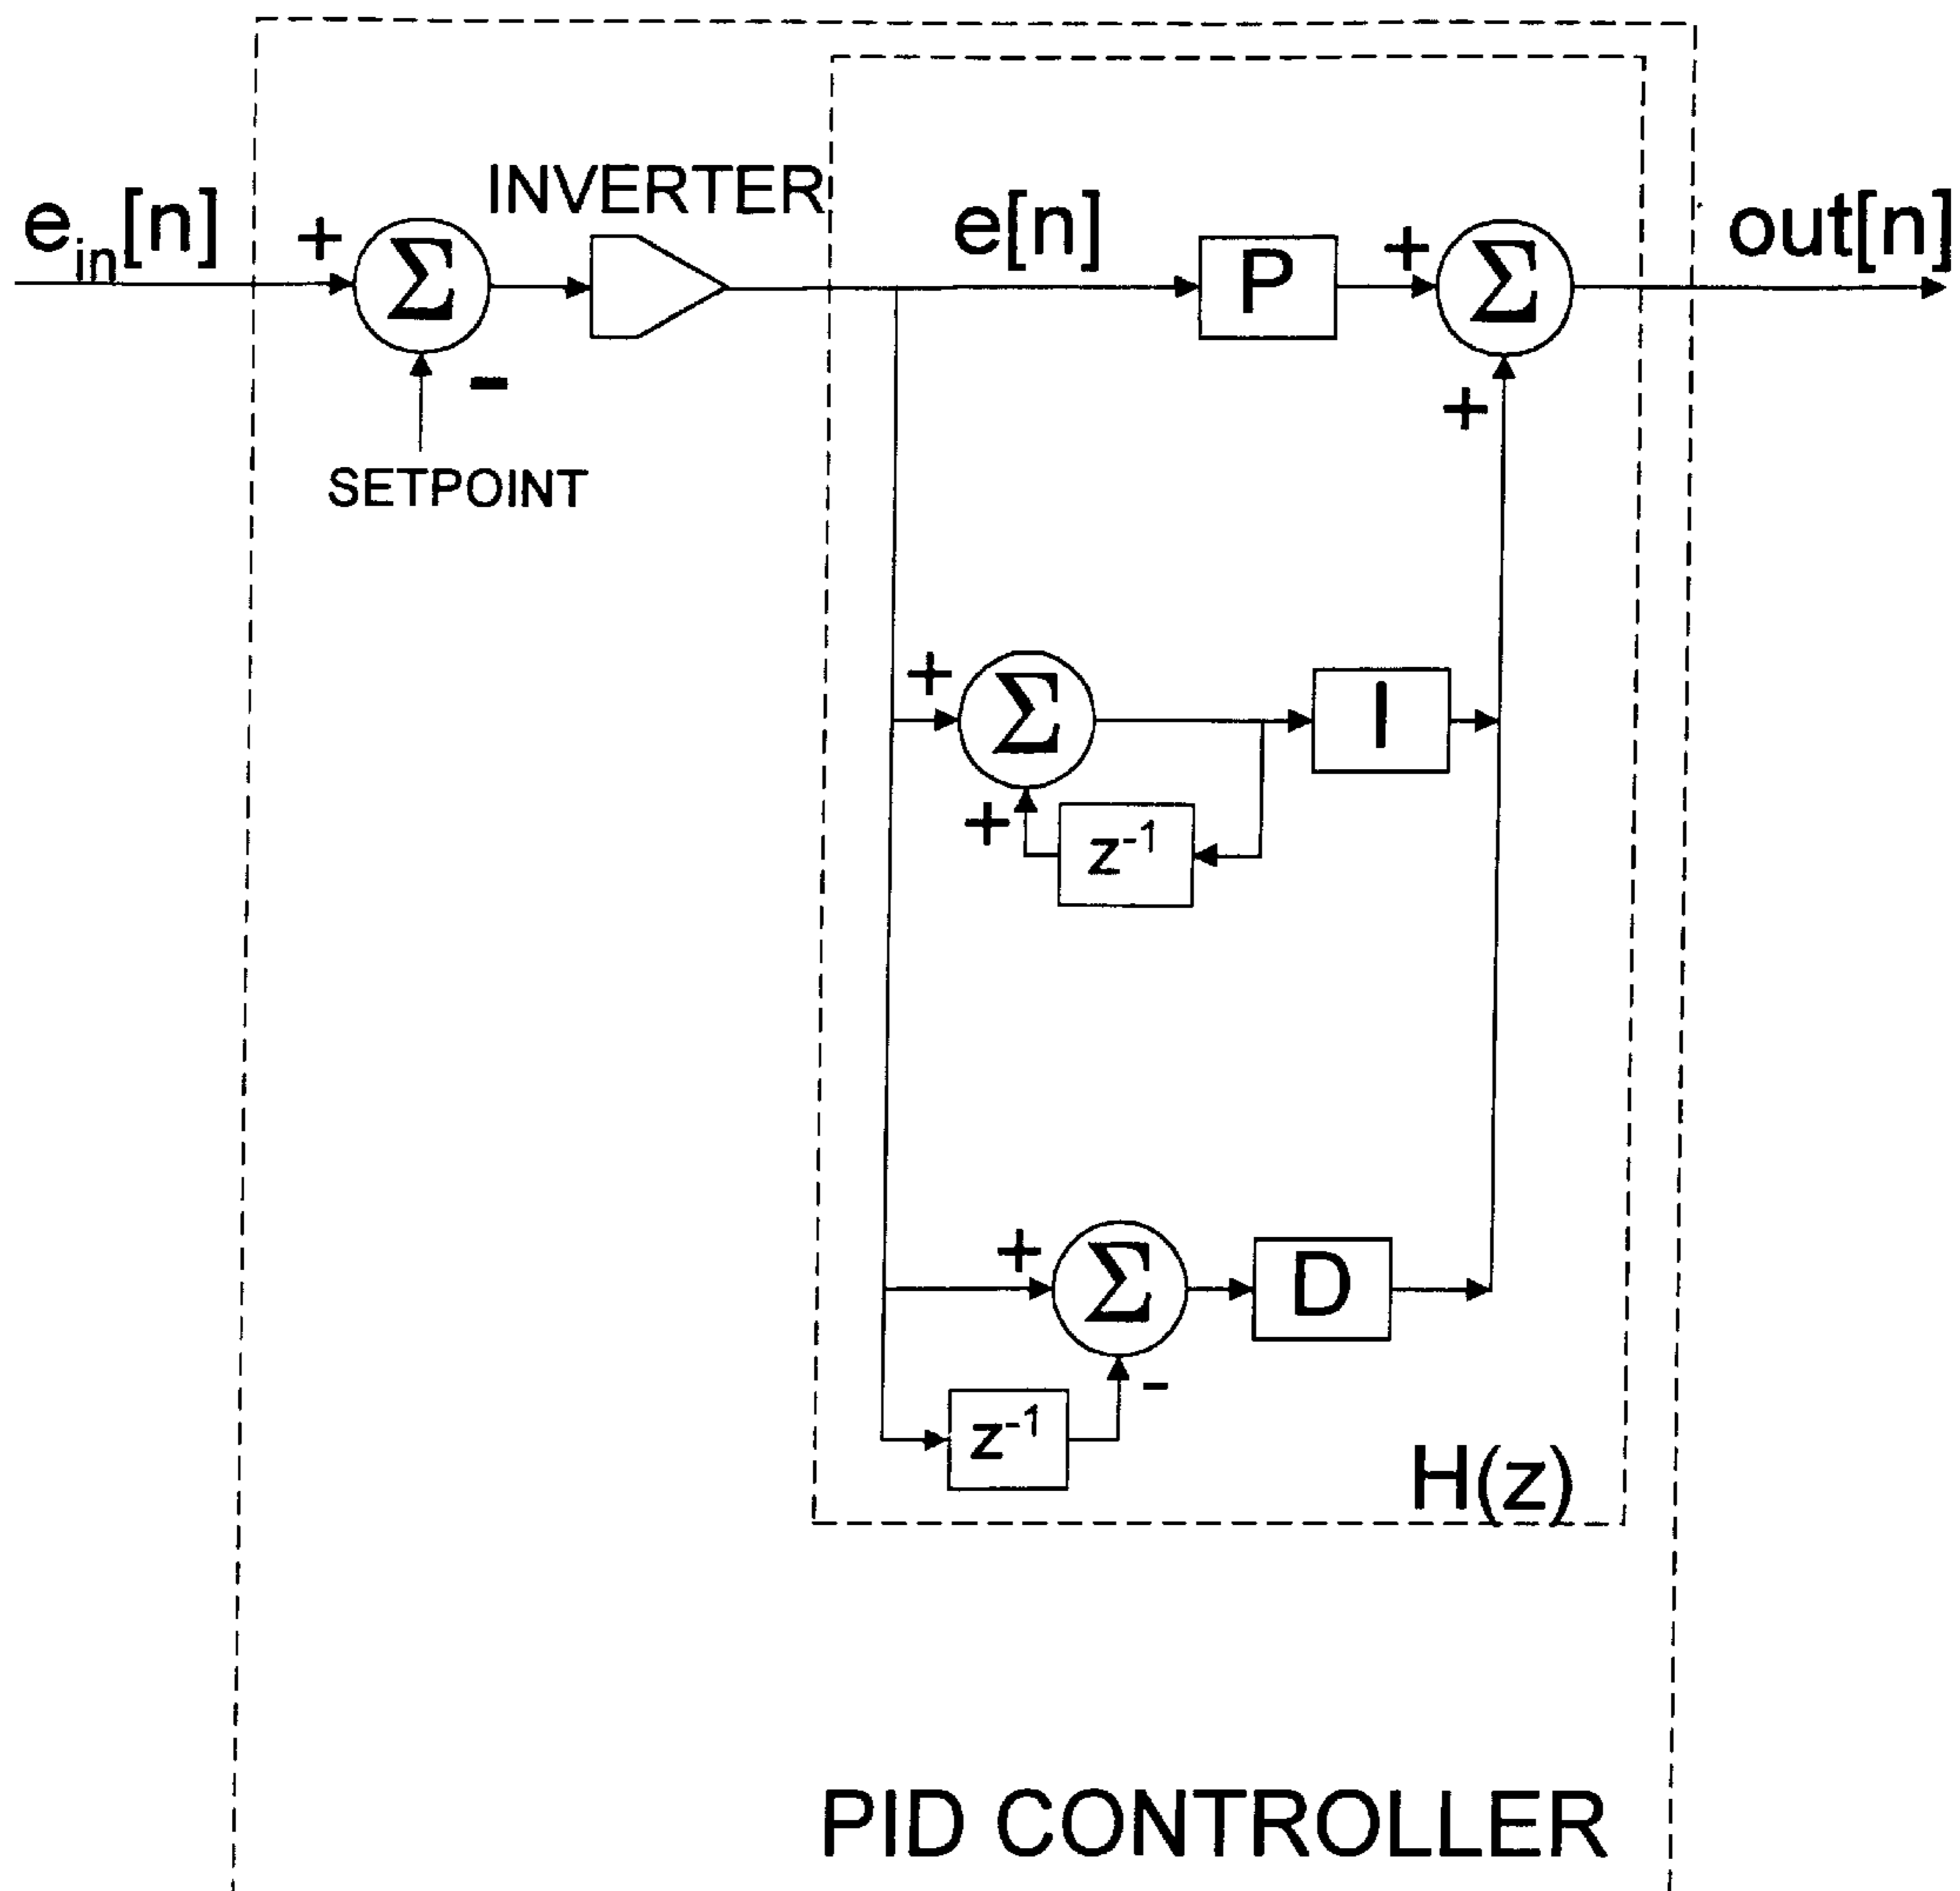 INVERTER
e_in[n]
+
Σ
e[n]
P
+
Σ
out[n]
-
SETPOINT
+
+
Σ
I
+
z⁻¹
+
Σ
D
-
z⁻¹
H(z)
PID CONTROLLER